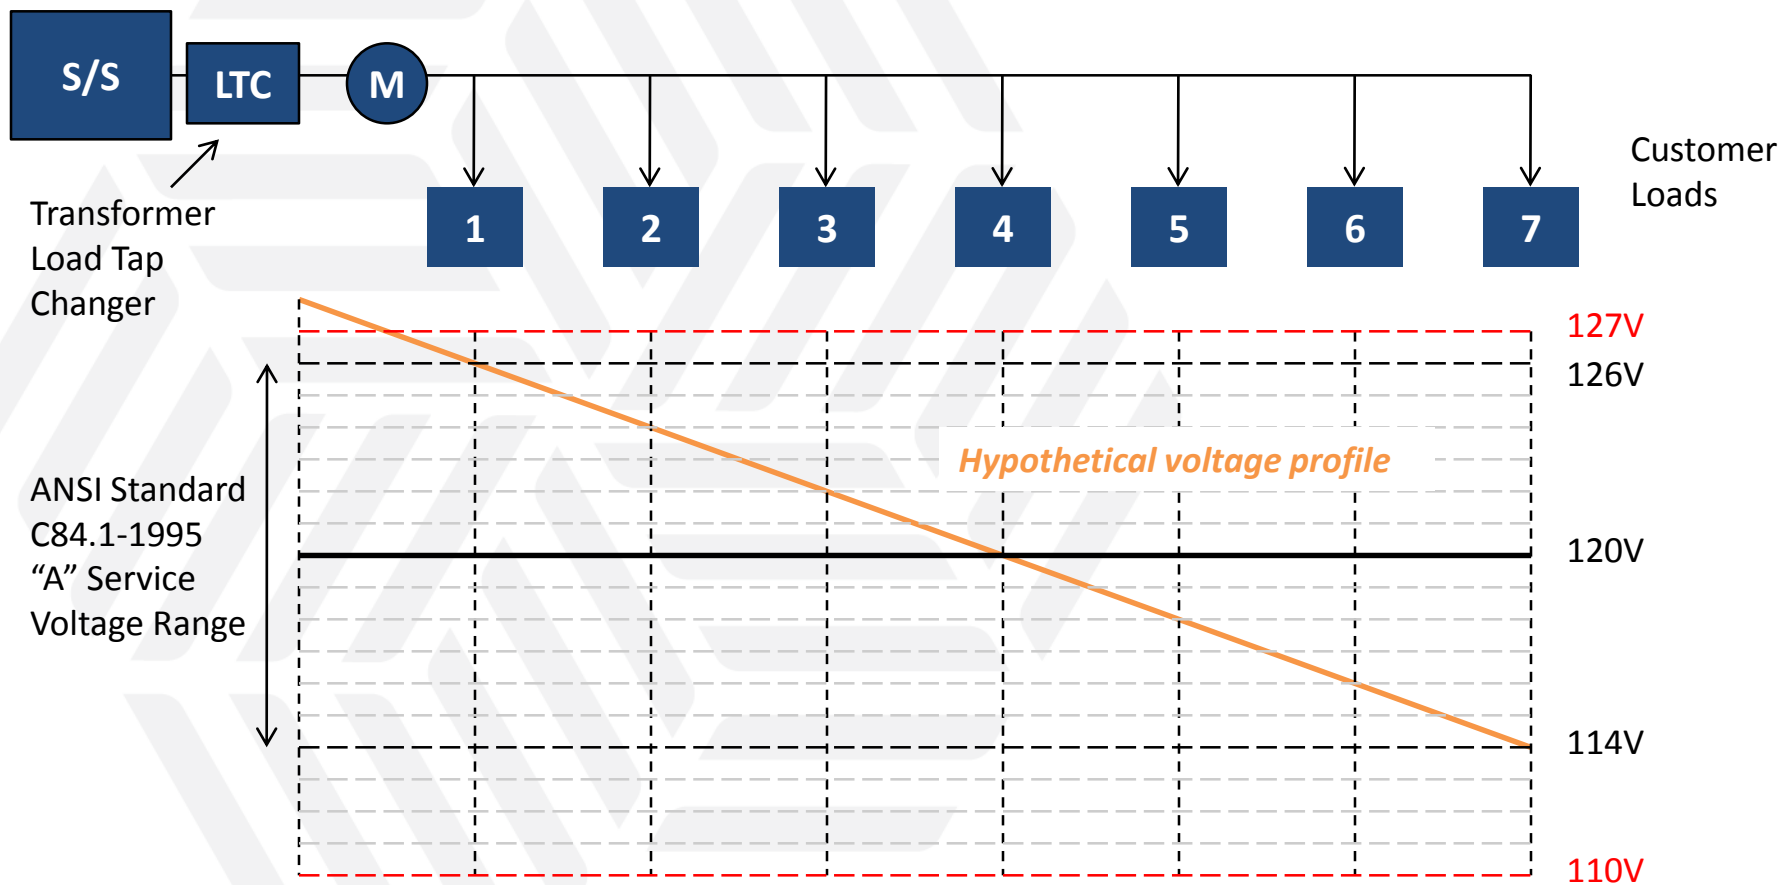 S/S
LTC
M
Customer
Loads
Transformer
Load Tap
Changer
1
2
3
4
5
6
7
127V
126V
Hypothetical voltage profile
ANSI Standard
C84.1-1995
“A” Service
Voltage Range
120V
114V
110V